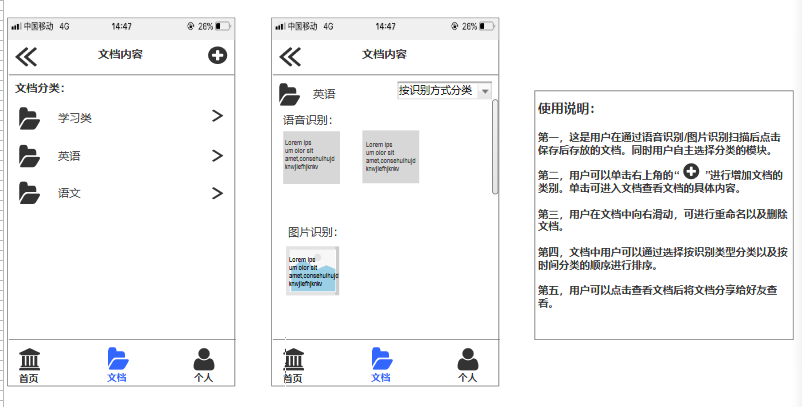 中国移动 4G 14:47 26%
文档内容
文档分类：
学习类
英语
语文
首页 文档 个人
中国移动 4G 14:47 26%
文档内容
英语 按识别方式分类
语音识别：
Lorem ips
um olor sit
amet,consehulhujd
knwjlefhjknkv
Lorem ips
um olor sit
amet,consehulhujd
knwjlefhjknkv
图片识别：
Lorem ips
um olor sit
amet,consehulhujd
knwjlefhjknkv
首页 文档 个人
使用说明：
第一，这是用户在通过语音识别/图片识别扫描后点击
保存后存放的文档。同时用户自主选择分类的模块。
第二，用户可以单击右上角的“ ”进行增加文档的
类别。单击可进入文档查看文档的具体内容。
第三，用户在文档中向右滑动，可进行重命名以及删除
文档。
第四，文档中用户可以通过选择按识别类型分类以及按
时间分类的顺序进行排序。
第五，用户可以点击查看文档后将文档分享给好友查
看。